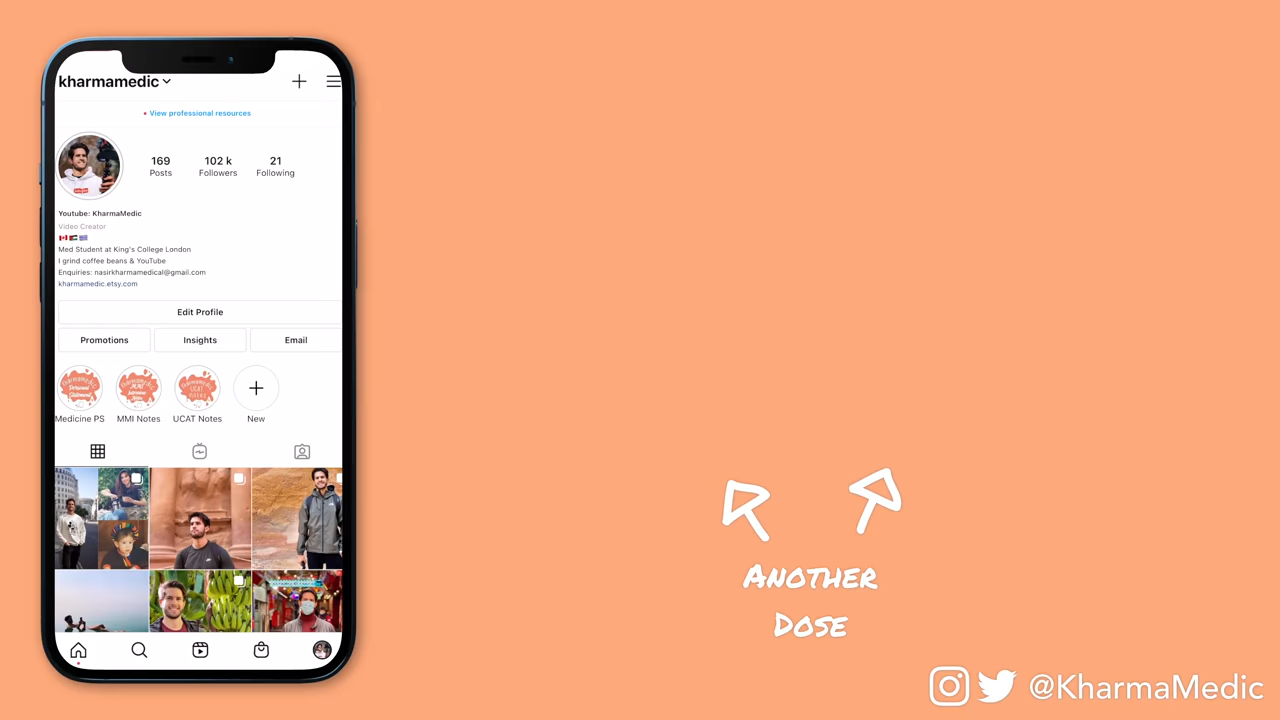 kharmamedic
View professional resources
169
Posts
102 k
Followers
21
Following
Youtube: KharmaMedic
Video Creator
Med Student at King's College London
I grind coffee beans & YouTube
Enquiries: nasirkharmamedical@gmail.com
kharmamedic.etsy.com
Edit Profile
Promotions
Insights
Email
Medicine PS
MMI Notes
UCAT Notes
New
ANOTHER
DOSE
@KharmaMedic